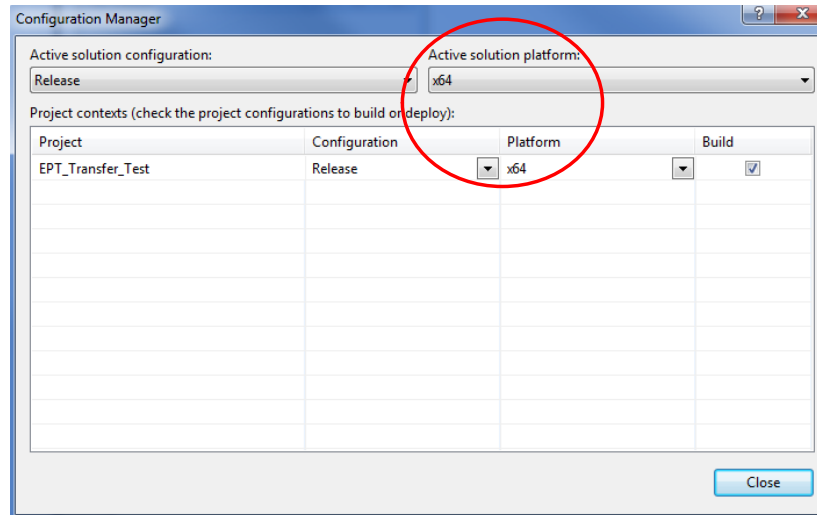 Configuration Manager
Active solution configuration: Active solution platform:
Release x64
Project contexts (check the project configurations to build or deploy):
Project Configuration Platform Build
EPT_Transfer_Test Release x64
Close